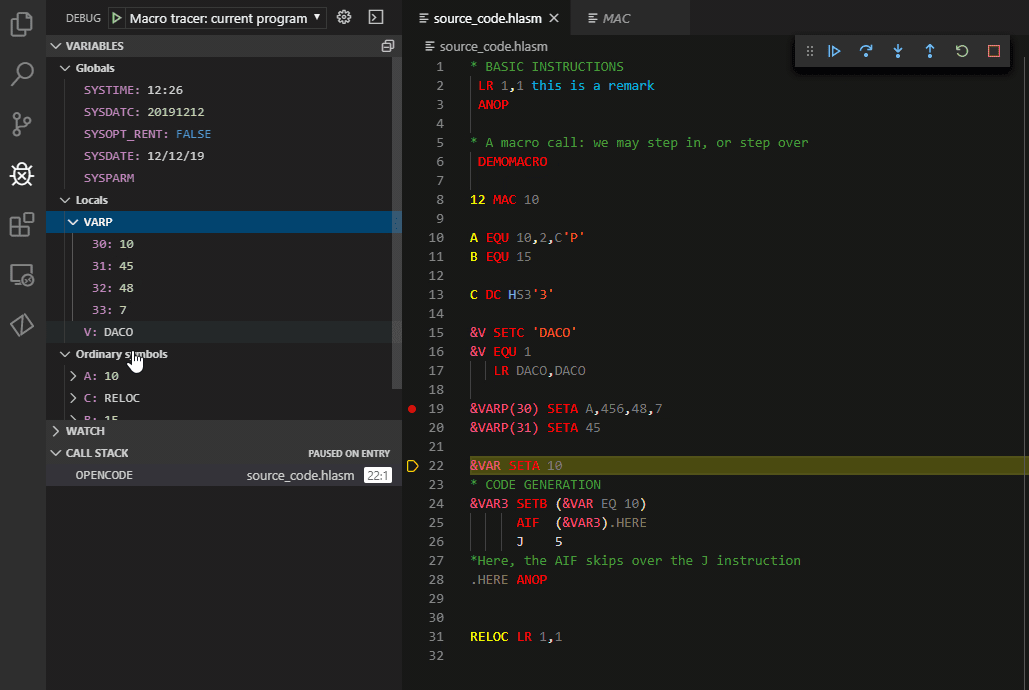 DEBUG Macro tracer: current program
VARIABLES
Globals
SYSTIME: 12:26
SYSDATC: 20191212
SYSOPT_RENT: FALSE
SYSDATE: 12/12/19
SYSPARM
Locals
VARP
30: 10
31: 45
32: 48
33: 7
V: DACO
Ordinary symbols
A: 10
C: RELOC
B: 15
WATCH
CALL STACK PAUSED ON ENTRY
OPENCODE source_code.hlasm 22:1
source_code.hlasm MAC
source_code.hlasm
1 * BASIC INSTRUCTIONS
2 LR 1,1 this is a remark
3 ANOP
4
5 * A macro call: we may step in, or step over
6 DEMOMACRO
7
8 12 MAC 10
9
10 A EQU 10,2,C'P'
11 B EQU 15
12
13 C DC HS3'3'
14
15 &V SETC 'DACO'
16 &V EQU 1
17 LR DACO,DACO
18
19 &VARP(30) SETA A,456,48,7
20 &VARP(31) SETA 45
21
22 &VAR SETA 10
23 * CODE GENERATION
24 &VAR3 SETB (&VAR EQ 10)
25 AIF (&VAR3).HERE
26 J 5
27 *Here, the AIF skips over the J instruction
28 .HERE ANOP
29
30
31 RELOC LR 1,1
32